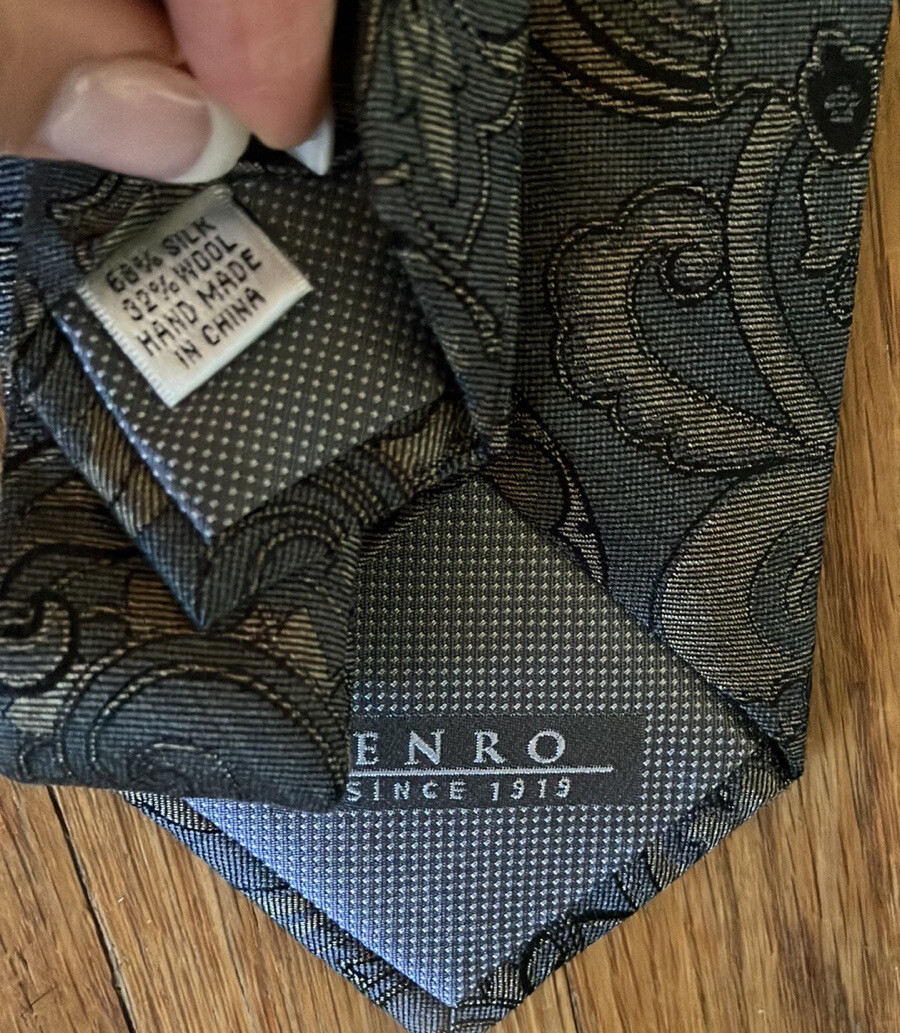 68% SILK
32% WOOL
HAND MADE
IN CHINA
ENRO
SINCE 1919